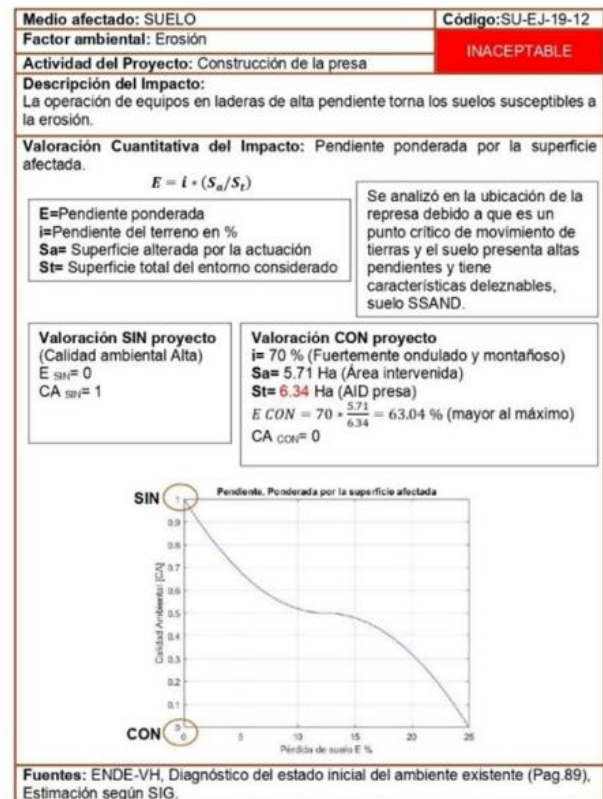 Medio afectado: SUELO
Código:SU-EJ-19-12
Factor ambiental: Erosión
INACEPTABLE
Actividad del Proyecto: Construcción de la presa
Descripción del Impacto:
La operación de equipos en laderas de alta pendiente torna los suelos susceptibles a
la erosión.
Valoración Cuantitativa del Impacto: Pendiente ponderada por la superficie
afectada.
E = i * (Sa/St)
E=Pendiente ponderada
i=Pendiente del terreno en %
Sa= Superficie alterada por la actuación
St= Superficie total del entorno considerado
Se analizó en la ubicación de la
represa debido a que es un
punto crítico de movimiento de
tierras y el suelo presenta altas
pendientes y tiene
características deleznables,
suelo SSAND.
Valoración SIN proyecto
(Calidad ambiental Alta)
E SIN= 0
CA SIN= 1
Valoración CON proyecto
i= 70 % (Fuertemente ondulado y montañoso)
Sa= 5.71 Ha (Área intervenida)
St= 6.34 Ha (AID presa)
E CON = 70 * 5.71/6.34 = 63.04 % (mayor al máximo)
CA CON= 0
Pendiente. Ponderada por la superficie afectada
SIN
1
0.9
0.8
0.7
0.6
0.5
0.4
0.3
0.2
0.1
0
Calidad Ambiental [CA]
CON
0 5 10 15 20 25
Pérdida de suelo E %
Fuentes: ENDE-VH, Diagnóstico del estado inicial del ambiente existente (Pag.89),
Estimación según SIG.